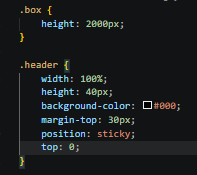 .box {
    height: 2000px;
}
.header {
    width: 100%;
    height: 40px;
    background-color: #000;
    margin-top: 30px;
    position: sticky;
    top: 0;
}